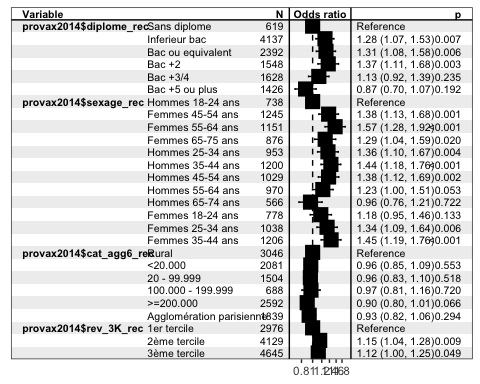 Variable N Odds ratio p
provax2014$diplome_rec Sans diplome 619 Reference
Inferieur bac 4137 1.28 (1.07, 1.53) 0.007
Bac ou equivalent 2392 1.31 (1.08, 1.58) 0.006
Bac +2 1548 1.37 (1.11, 1.68) 0.003
Bac +3/4 1628 1.13 (0.92, 1.39) 0.235
Bac +5 ou plus 1426 0.87 (0.70, 1.07) 0.192
provax2014$sexage_rec Hommes 18-24 ans 738 Reference
Femmes 45-54 ans 1245 1.38 (1.13, 1.68) 0.001
Femmes 55-64 ans 1151 1.57 (1.28, 1.92) <0.001
Femmes 65-75 ans 876 1.29 (1.04, 1.59) 0.020
Hommes 25-34 ans 953 1.36 (1.10, 1.67) 0.004
Hommes 35-44 ans 1200 1.44 (1.18, 1.76) <0.001
Hommes 45-54 ans 1029 1.38 (1.12, 1.69) 0.002
Hommes 55-64 ans 970 1.23 (1.00, 1.51) 0.053
Hommes 65-74 ans 566 0.96 (0.76, 1.21) 0.722
Femmes 18-24 ans 778 1.18 (0.95, 1.46) 0.133
Femmes 25-34 ans 1038 1.34 (1.09, 1.64) 0.006
Femmes 35-44 ans 1206 1.45 (1.19, 1.76) <0.001
provax2014$cat_agg6_rec Rural 3046 Reference
<20.000 2081 0.96 (0.85, 1.09) 0.553
20 - 99.999 1504 0.96 (0.83, 1.10) 0.518
100.000 - 199.999 688 0.97 (0.81, 1.16) 0.720
>=200.000 2592 0.90 (0.80, 1.01) 0.066
Agglomération parisienne 1839 0.93 (0.82, 1.06) 0.294
provax2014$rev_3K_rec 1er tercile 2976 Reference
2ème tercile 4129 1.15 (1.04, 1.28) 0.009
3ème tercile 4645 1.12 (1.00, 1.25) 0.049